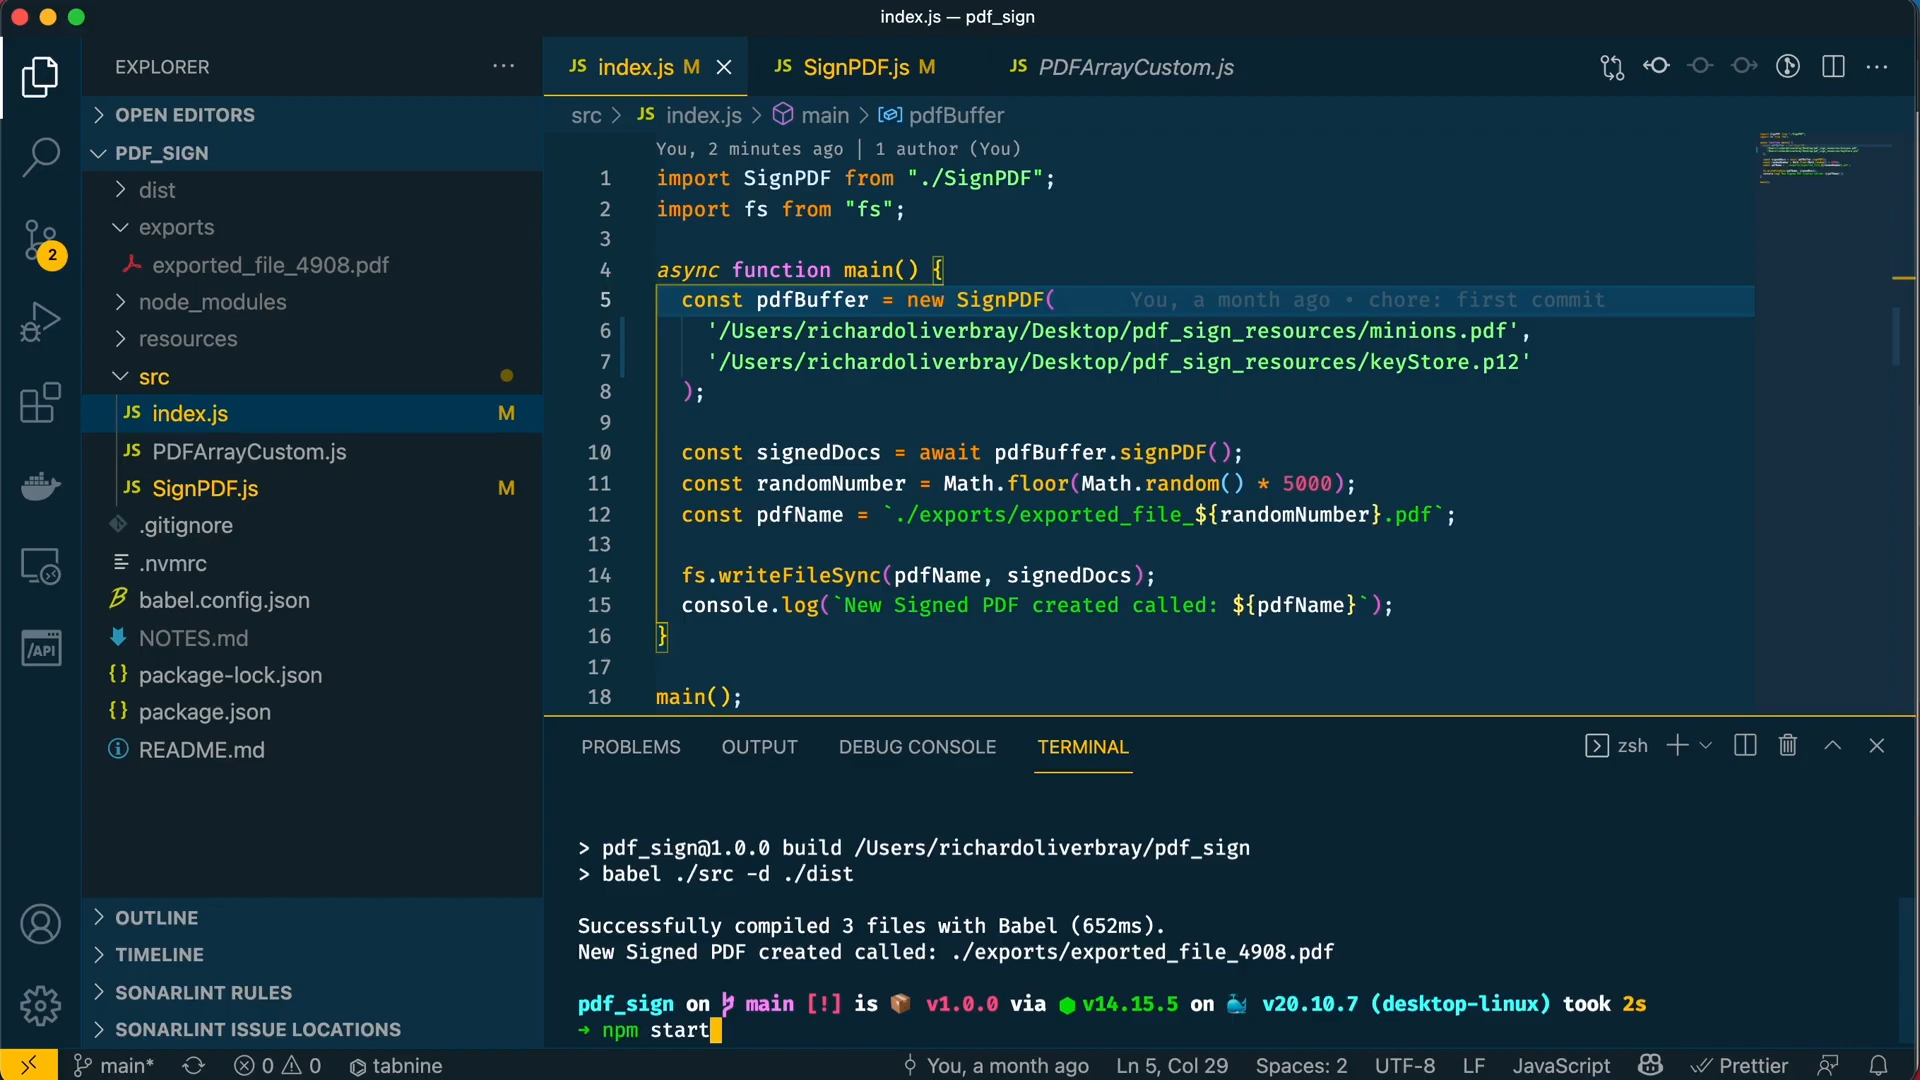 index.js — pdf_sign
EXPLORER
OPEN EDITORS
PDF_SIGN
dist
exports
exported_file_4908.pdf
node_modules
resources
src
JS index.js M
JS PDFArrayCustom.js
JS SignPDF.js M
.gitignore
.nvmrc
babel.config.json
NOTES.md
{} package-lock.json
{} package.json
README.md
OUTLINE
TIMELINE
SONARLINT RULES
SONARLINT ISSUE LOCATIONS
2
/API
JS index.js M
JS SignPDF.js M
JS PDFArrayCustom.js
src > JS index.js > main > pdfBuffer
You, 2 minutes ago | 1 author (You)
1 import SignPDF from "./SignPDF";
2 import fs from "fs";
3
4 async function main() {
5 const pdfBuffer = new SignPDF( You, a month ago • chore: first commit
6 '/Users/richardoliverbray/Desktop/pdf_sign_resources/minions.pdf',
7 '/Users/richardoliverbray/Desktop/pdf_sign_resources/keyStore.p12'
8 );
9
10 const signedDocs = await pdfBuffer.signPDF();
11 const randomNumber = Math.floor(Math.random() * 5000);
12 const pdfName = `./exports/exported_file_${randomNumber}.pdf`;
13
14 fs.writeFileSync(pdfName, signedDocs);
15 console.log(`New Signed PDF created called: ${pdfName}`);
16 }
17
18 main();
PROBLEMS OUTPUT DEBUG CONSOLE TERMINAL
zsh
> pdf_sign@1.0.0 build /Users/richardoliverbray/pdf_sign
> babel ./src -d ./dist
Successfully compiled 3 files with Babel (652ms).
New Signed PDF created called: ./exports/exported_file_4908.pdf
pdf_sign on main [!] is 📦 v1.0.0 via v14.15.5 on 🐳 v20.10.7 (desktop-linux) took 2s
➜ npm start
main* 0 0 tabnine You, a month ago Ln 5, Col 29 Spaces: 2 UTF-8 LF JavaScript Prettier